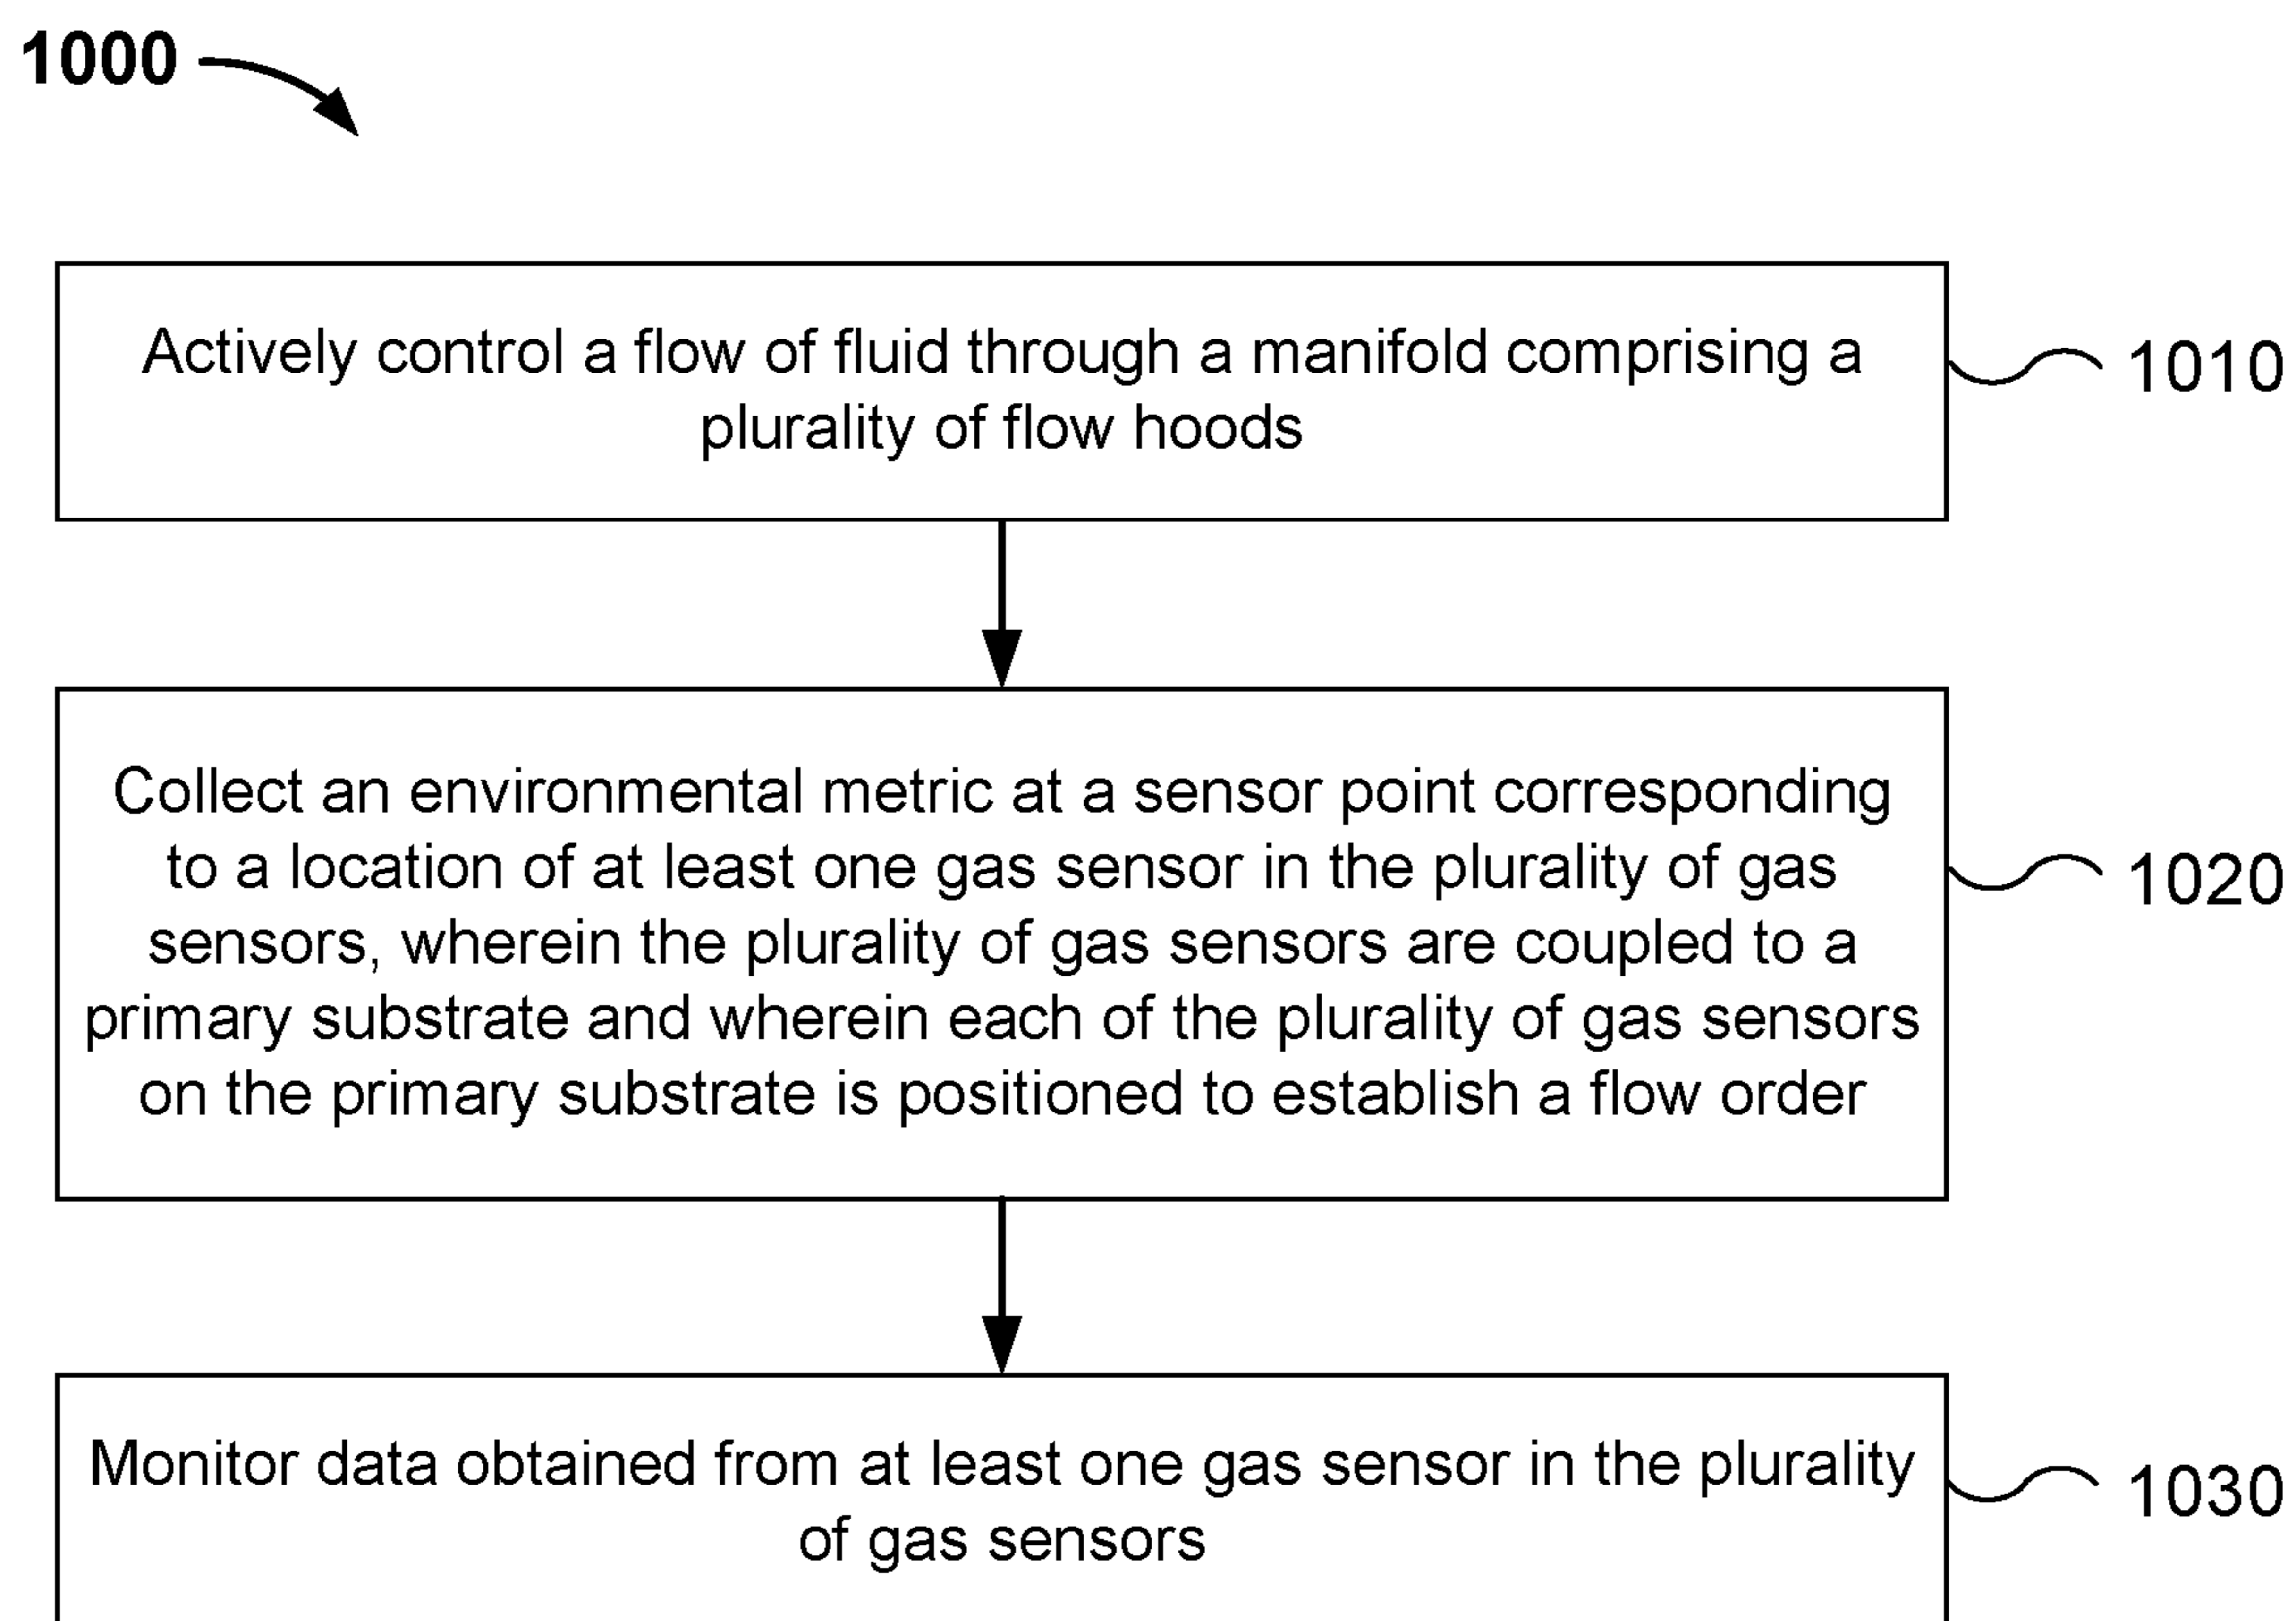 1000
Actively control a flow of fluid through a manifold comprising a
plurality of flow hoods
1010
Collect an environmental metric at a sensor point corresponding
to a location of at least one gas sensor in the plurality of gas
sensors, wherein the plurality of gas sensors are coupled to a
primary substrate and wherein each of the plurality of gas sensors
on the primary substrate is positioned to establish a flow order
1020
Monitor data obtained from at least one gas sensor in the plurality
of gas sensors
1030